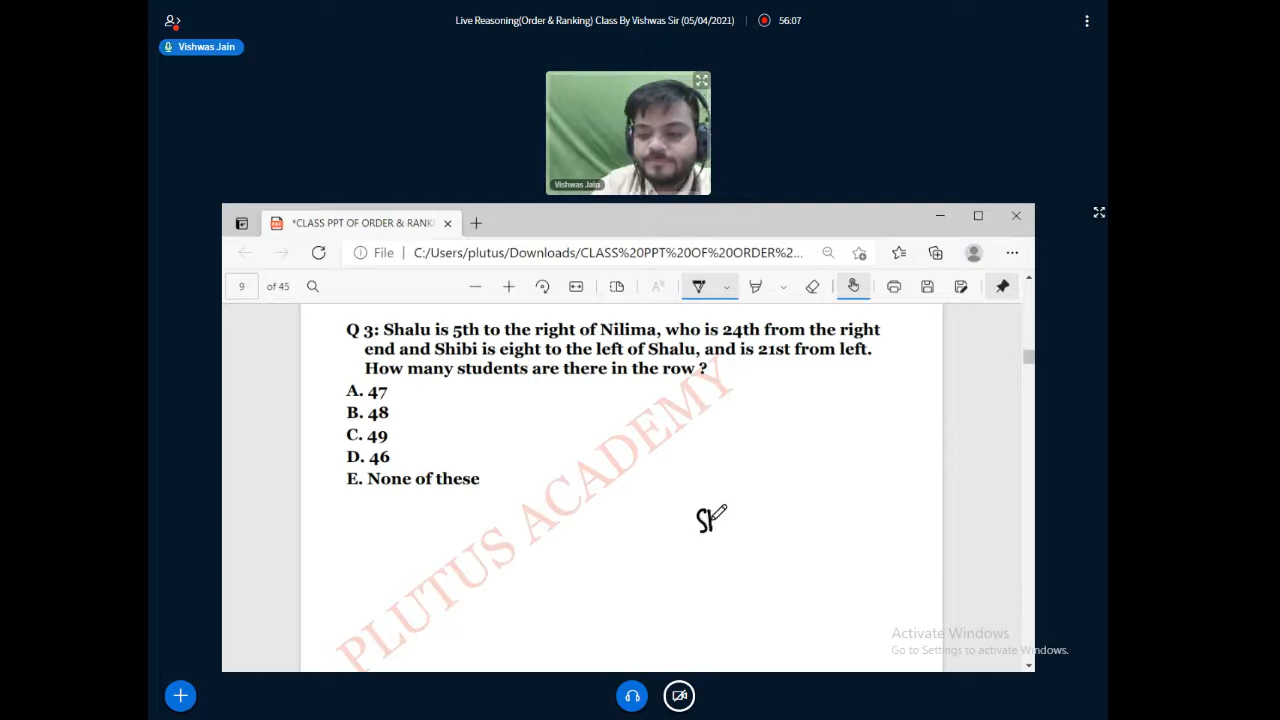 Live Reasoning(Order & Ranking) Class By Vishwas Sir (05/04/2021)
56:07
Vishwas Jain
Vishwas Jain
*CLASS PPT OF ORDER & RANKI
File
C:/Users/plutus/Downloads/CLASS%20PPT%20OF%20ORDER%2...
9 of 45
Q 3: Shalu is 5th to the right of Nilima, who is 24th from the right
end and Shibi is eight to the left of Shalu, and is 21st from left.
How many students are there in the row ?
A. 47
B. 48
C. 49
D. 46
E. None of these
PLUTUS ACADEMY
Activate Windows
Go to Settings to activate Windows.